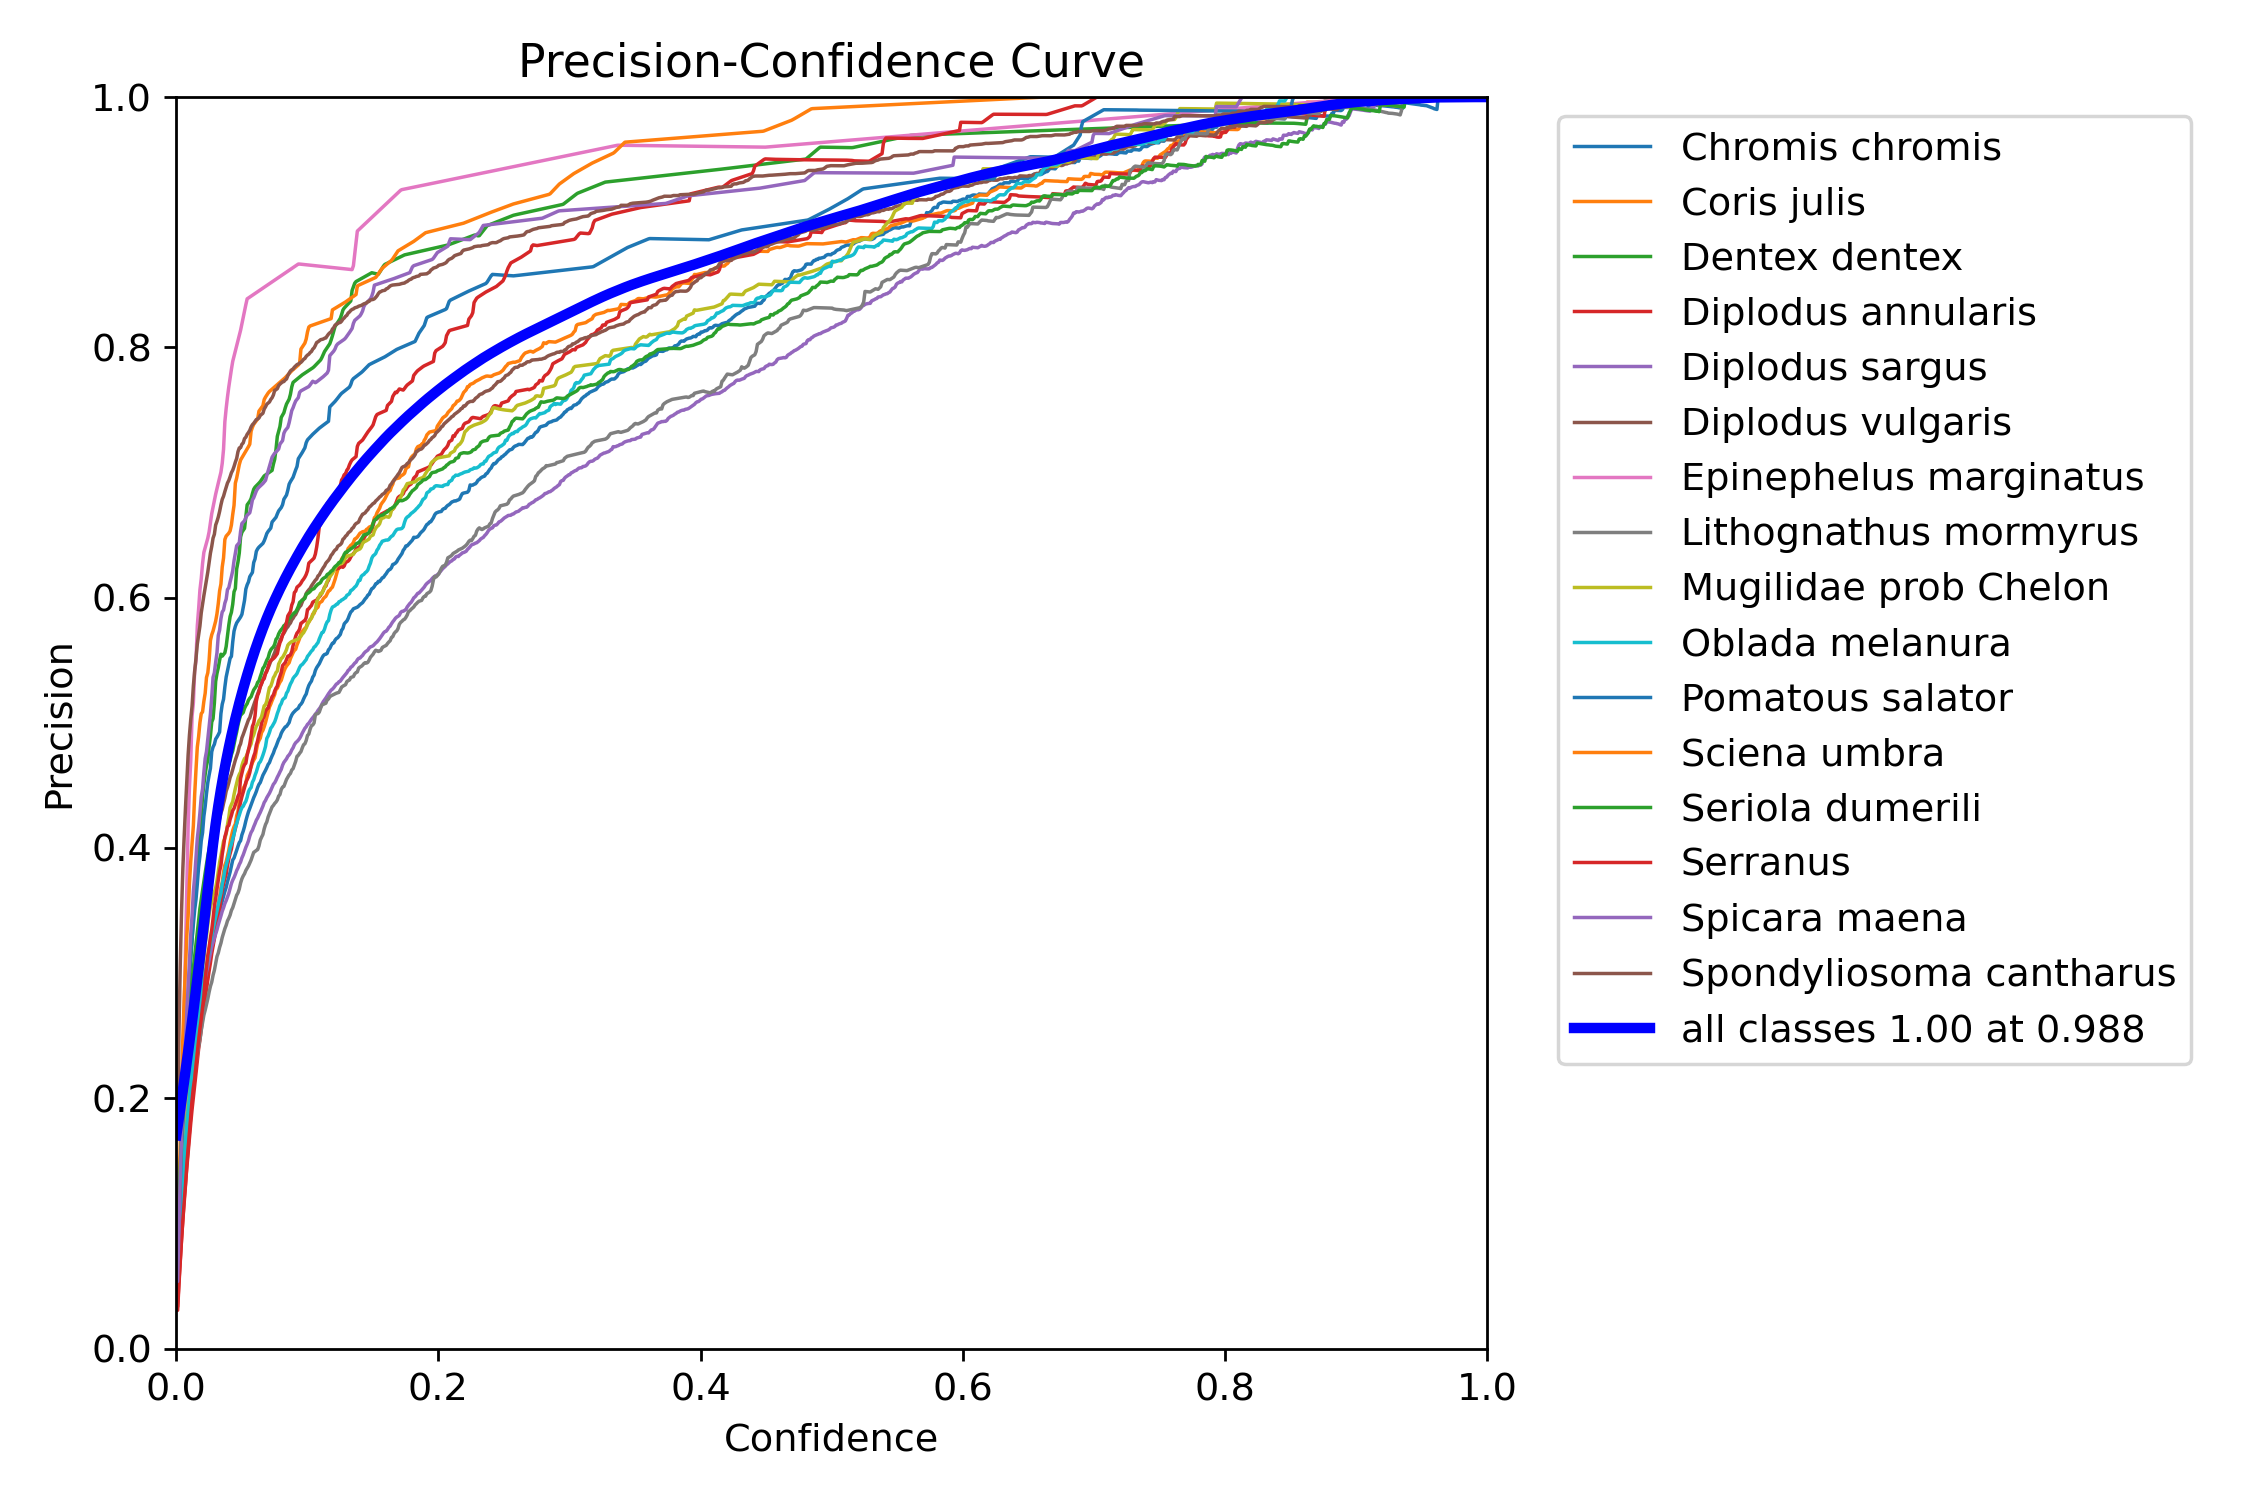 Precision-Confidence Curve
1.0
0.8
0.6
0.4
0.2
0.0
Precision
0.0 0.2 0.4 0.6 0.8 1.0
Confidence
Chromis chromis
Coris julis
Dentex dentex
Diplodus annularis
Diplodus sargus
Diplodus vulgaris
Epinephelus marginatus
Lithognathus mormyrus
Mugilidae prob Chelon
Oblada melanura
Pomatous salator
Sciena umbra
Seriola dumerili
Serranus
Spicara maena
Spondyliosoma cantharus
all classes 1.00 at 0.988